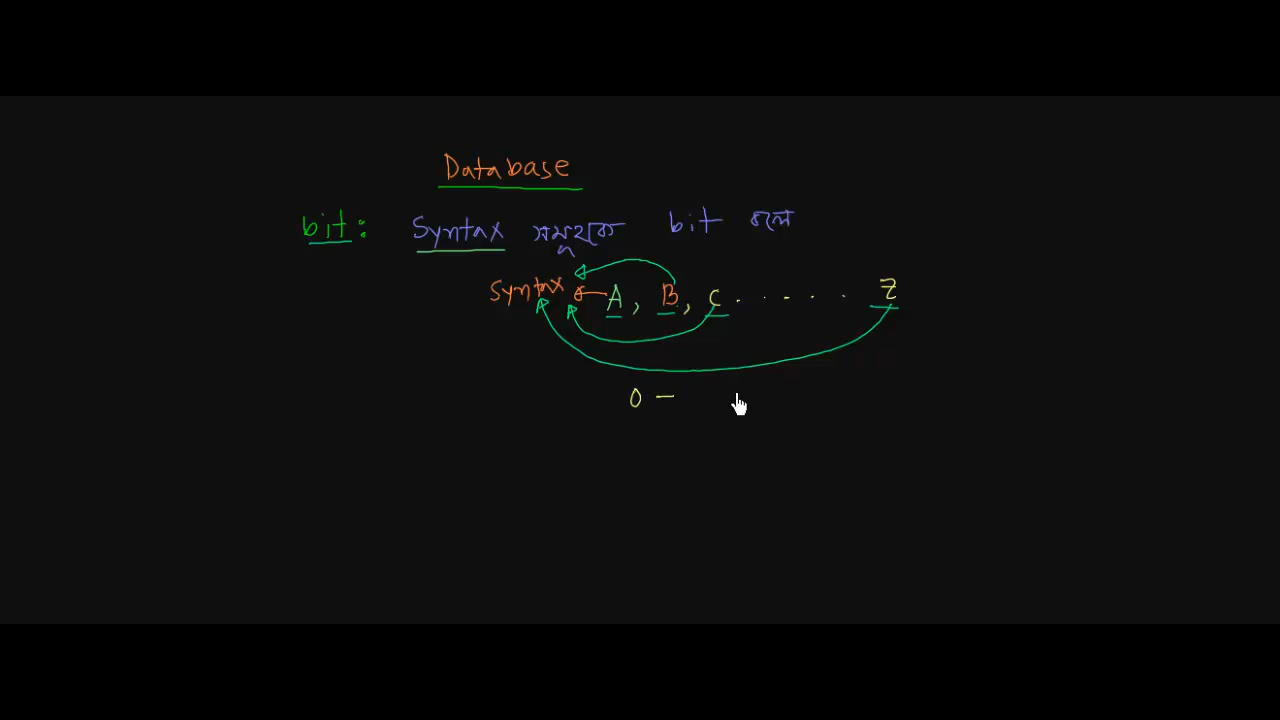 Database
bit: Syntax সমূহকে bit বলে
Syntax A, B, C . . . . . . Z
0 –